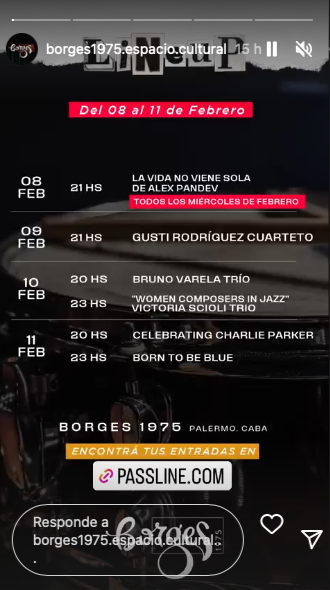 borges1975.espacio.cultural 15 h
LiNeuP
Del 08 al 11 de Febrero
08 FEB
21 HS
LA VIDA NO VIENE SOLA
DE ALEX PANDEV
TODOS LOS MIÉRCOLES DE FEBRERO
09 FEB
21 HS
GUSTI RODRÍGUEZ CUARTETO
10 FEB
20 HS
BRUNO VARELA TRÍO
23 HS
"WOMEN COMPOSERS IN JAZZ"
VICTORIA SCIOLI TRIO
11 FEB
20 HS
CELEBRATING CHARLIE PARKER
23 HS
BORN TO BE BLUE
BORGES 1975 PALERMO. CABA
ENCONTRÁ TUS ENTRADAS EN
PASSLINE.COM
Responde a
borges1975.espacio.cultural..
.
Borges 1975